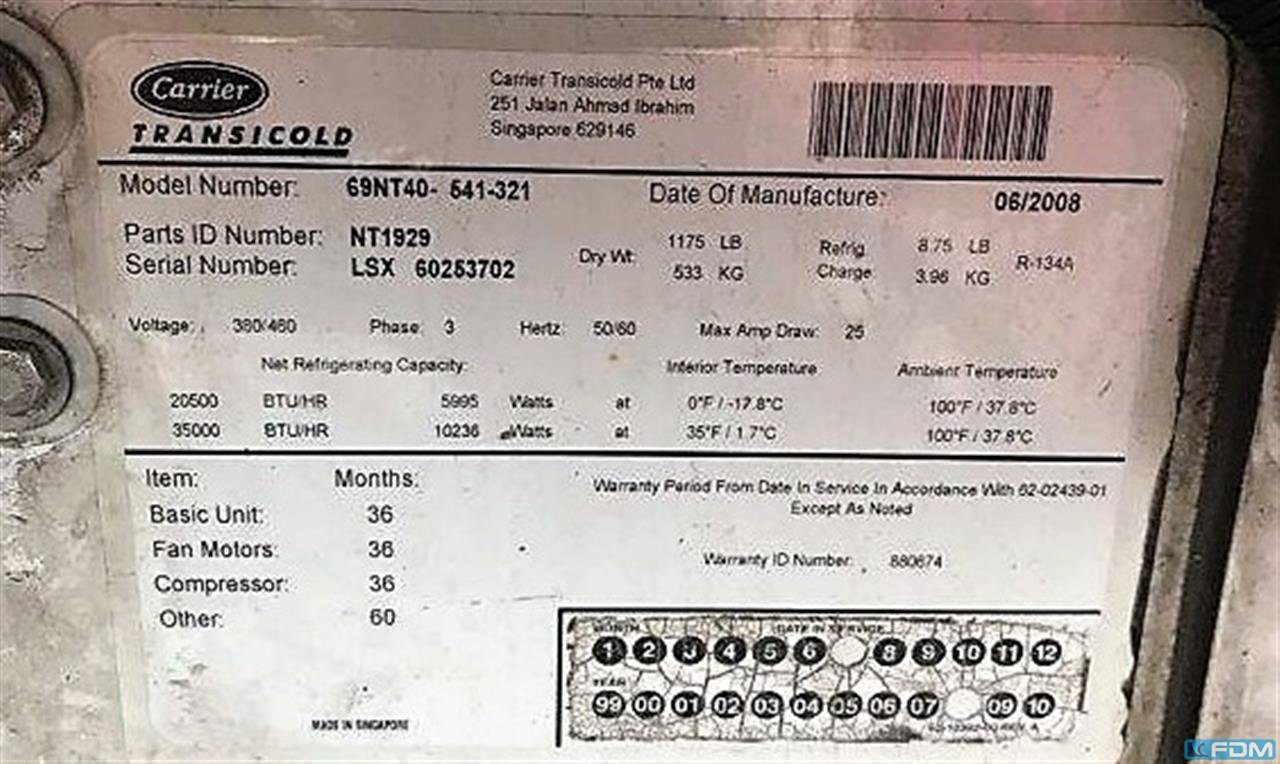 Carrier
TRANSICOLD
Carrier Transicold Pte Ltd
251 Jalan Ahmad Ibrahim
Singapore 629146
Model Number: 69NT40- 541-321 Date Of Manufacture: 06/2008
Parts ID Number: NT1929
Serial Number: LSX 60253702
Dry Wt: 1175 LB
533 KG
Refrig Charge 8.75 LB
3.96 KG
R-134A
Voltage: 380/460 Phase: 3 Hertz 50/60 Max Amp Draw: 25
Net Refrigerating Capacity: Interior Temperature Ambient Temperature
20500 BTU/HR 5995 Watts at 0°F / -17.8°C 100°F / 37.8°C
35000 BTU/HR 10236 Watts at 35°F / 1.7°C 100°F / 37.8°C
Item: Months:
Basic Unit: 36
Fan Motors: 36
Compressor: 36
Other: 60
Warranty Period From Date In Service In Accordance With 62-02439-01
Except As Noted
Warranty ID Number: 880674
MONTH DATE IN SERVICE
1 2 3 4 5 6 8 9 10 11 12
YEAR
99 00 01 02 03 04 05 06 07 09 10
MADE IN SINGAPORE
FDM